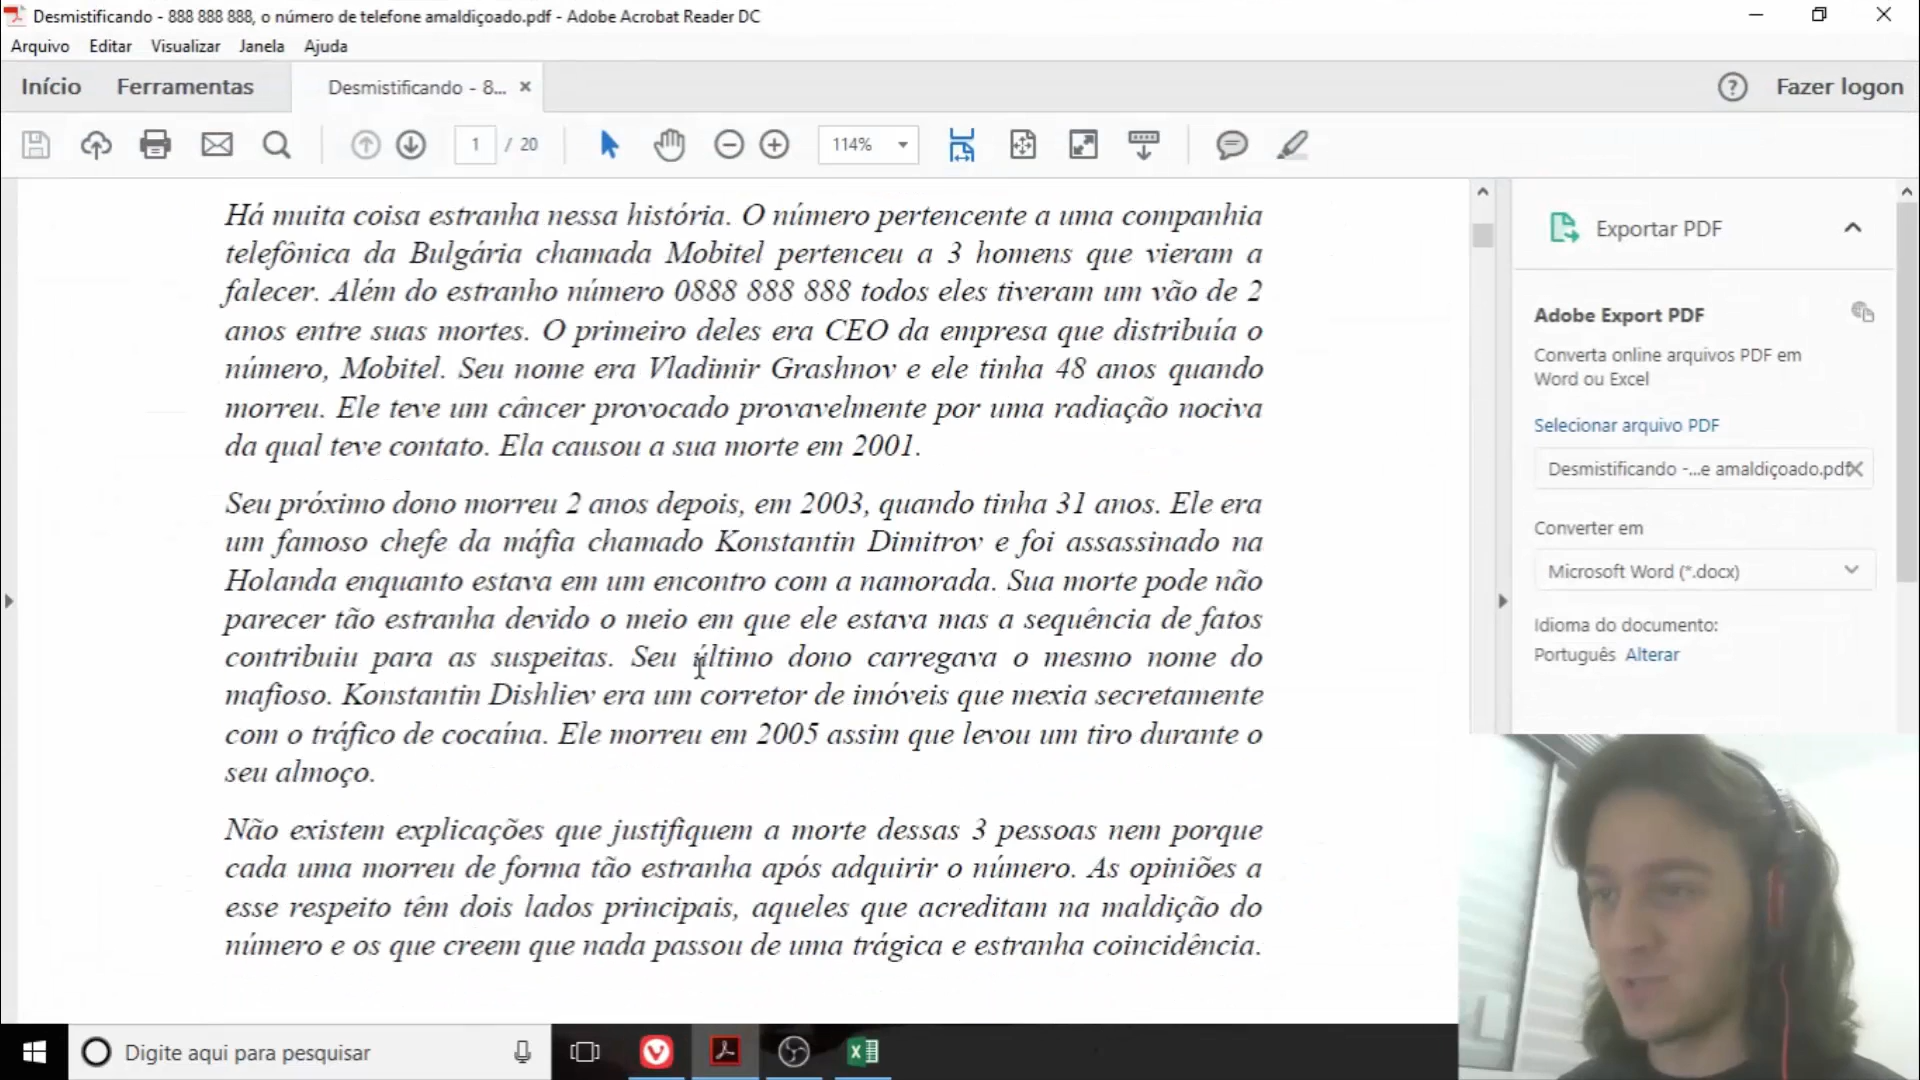 Desmistificando - 888 888 888, o número de telefone amaldiçoado.pdf - Adobe Acrobat Reader DC
Arquivo Editar Visualizar Janela Ajuda
Início Ferramentas Desmistificando - 8... Fazer logon
1 / 20 114%
Há muita coisa estranha nessa história. O número pertencente a uma companhia
telefônica da Bulgária chamada Mobitel pertenceu a 3 homens que vieram a
falecer. Além do estranho número 0888 888 888 todos eles tiveram um vão de 2
anos entre suas mortes. O primeiro deles era CEO da empresa que distribuía o
número, Mobitel. Seu nome era Vladimir Grashnov e ele tinha 48 anos quando
morreu. Ele teve um câncer provocado provavelmente por uma radiação nociva
da qual teve contato. Ela causou a sua morte em 2001.
Seu próximo dono morreu 2 anos depois, em 2003, quando tinha 31 anos. Ele era
um famoso chefe da máfia chamado Konstantin Dimitrov e foi assassinado na
Holanda enquanto estava em um encontro com a namorada. Sua morte pode não
parecer tão estranha devido o meio em que ele estava mas a sequência de fatos
contribuiu para as suspeitas. Seu último dono carregava o mesmo nome do
mafioso. Konstantin Dishliev era um corretor de imóveis que mexia secretamente
com o tráfico de cocaína. Ele morreu em 2005 assim que levou um tiro durante o
seu almoço.
Não existem explicações que justifiquem a morte dessas 3 pessoas nem porque
cada uma morreu de forma tão estranha após adquirir o número. As opiniões a
esse respeito têm dois lados principais, aqueles que acreditam na maldição do
número e os que creem que nada passou de uma trágica e estranha coincidência.
Exportar PDF
Adobe Export PDF
Converta online arquivos PDF em
Word ou Excel
Selecionar arquivo PDF
Desmistificando -...e amaldiçoado.pdf
Converter em
Microsoft Word (*.docx)
Idioma do documento:
Português Alterar
Digite aqui para pesquisar